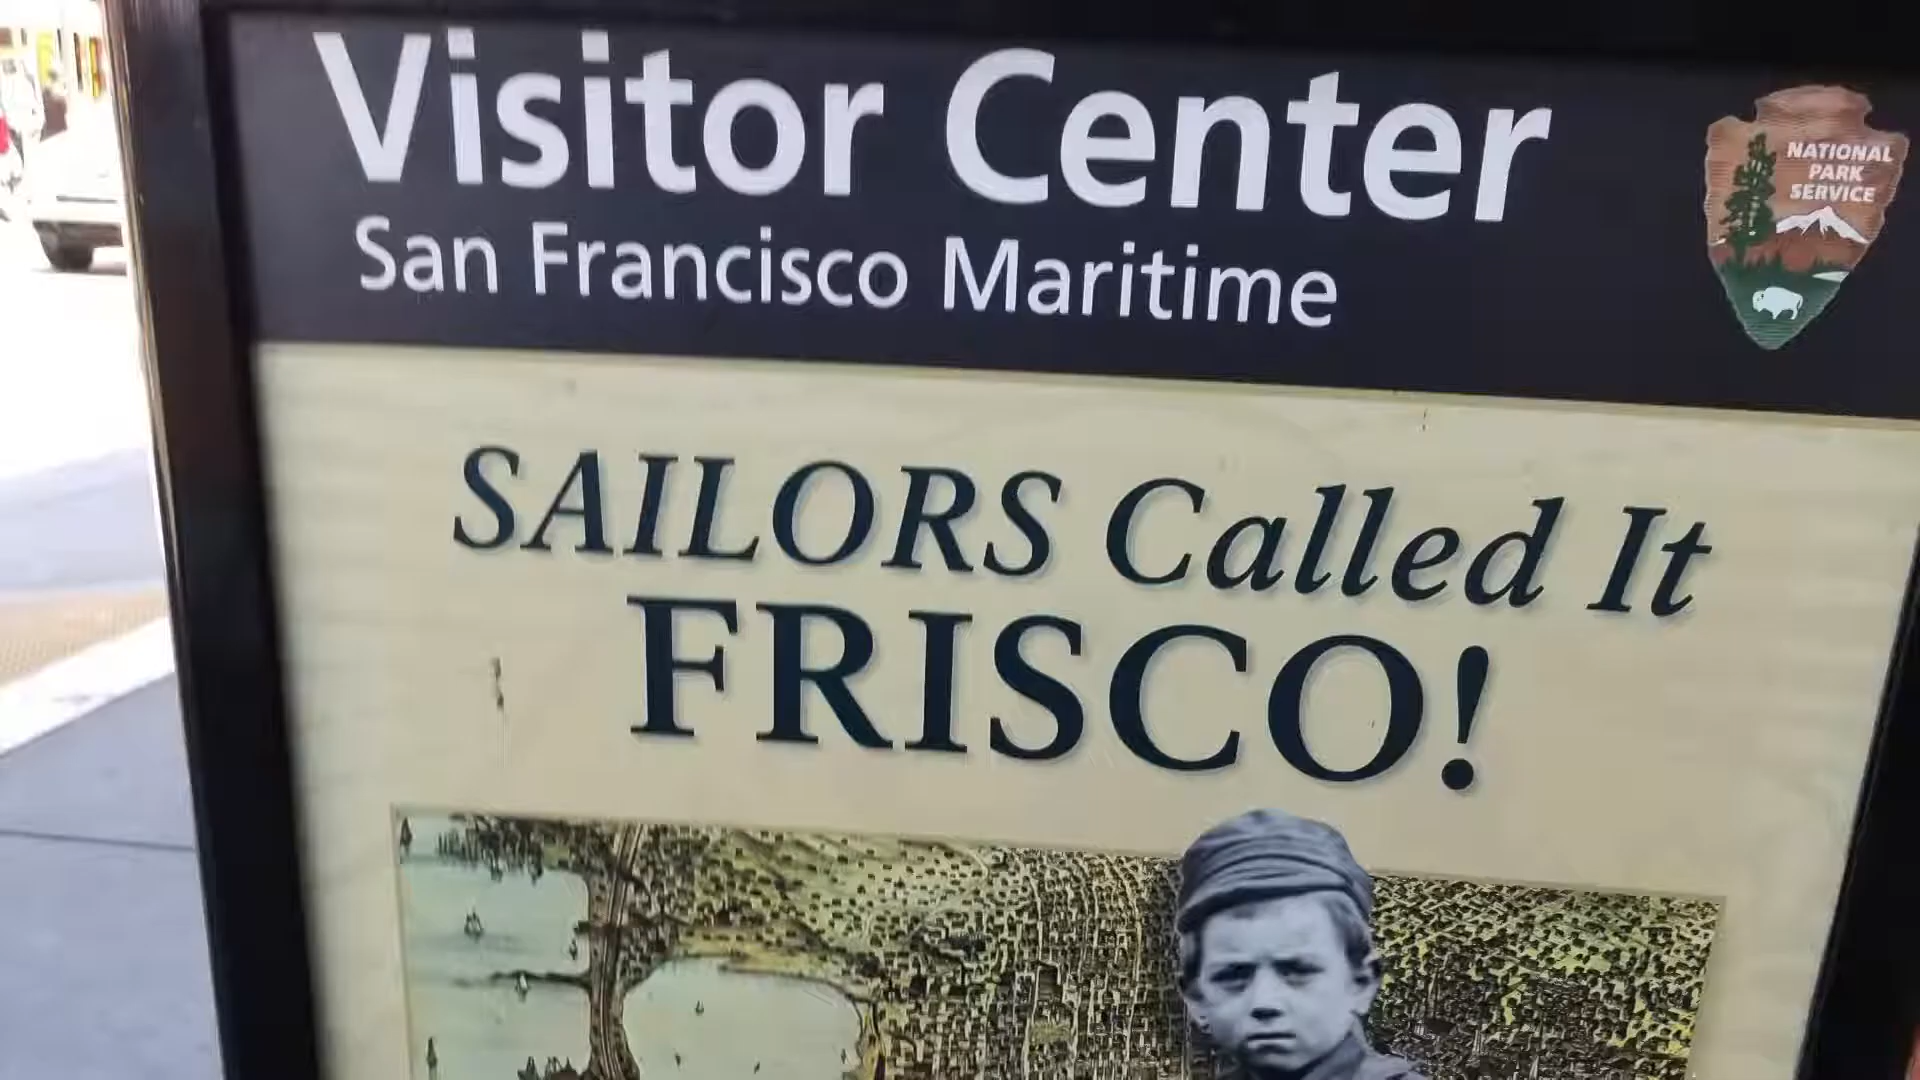 Visitor Center
San Francisco Maritime
NATIONAL
PARK
SERVICE
SAILORS Called It
FRISCO!